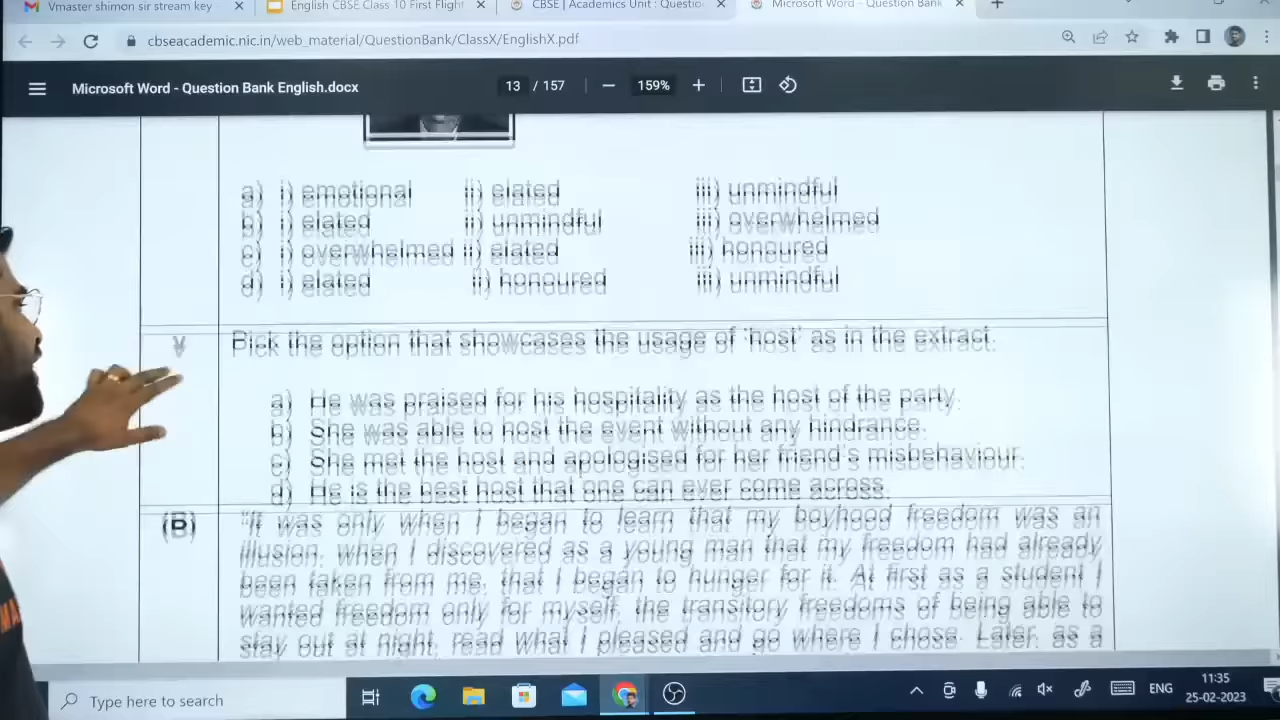 Vmaster shimon sir stream key × English CBSE Class 10 First Flight × CBSE | Academics Unit : Questio × Microsoft Word - Question Bank × +
cbseacademic.nic.in/web_material/QuestionBank/ClassX/EnglishX.pdf
Microsoft Word - Question Bank English.docx 13 / 157 − 159% +
a) i) emotional ii) elated iii) unmindful
b) i) elated ii) unmindful iii) overwhelmed
c) i) overwhelmed ii) elated iii) honoured
d) i) elated ii) honoured iii) unmindful
v Pick the option that showcases the usage of 'host' as in the extract.
a) He was praised for his hospitality as the host of the party.
b) She was able to host the event without any hindrance.
c) She met the host and apologised for her friend's misbehaviour.
d) He is the best host that one can ever come across.
(B) "It was only when I began to learn that my boyhood freedom was an
illusion, when I discovered as a young man that my freedom had already
been taken from me, that I began to hunger for it. At first as a student I
wanted freedom only for myself, the transitory freedoms of being able to
stay out at night, read what I pleased and go where I chose. Later, as a
Type here to search ENG 11:35
25-02-2023